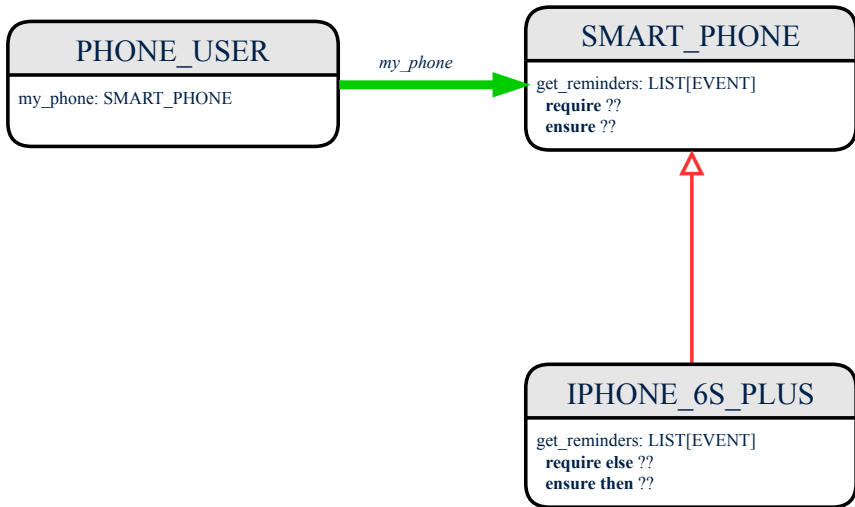 PHONE_USER
my_phone: SMART_PHONE
my_phone
SMART_PHONE
get_reminders: LIST[EVENT]
require ??
ensure ??
IPHONE_6S_PLUS
get_reminders: LIST[EVENT]
require else ??
ensure then ??